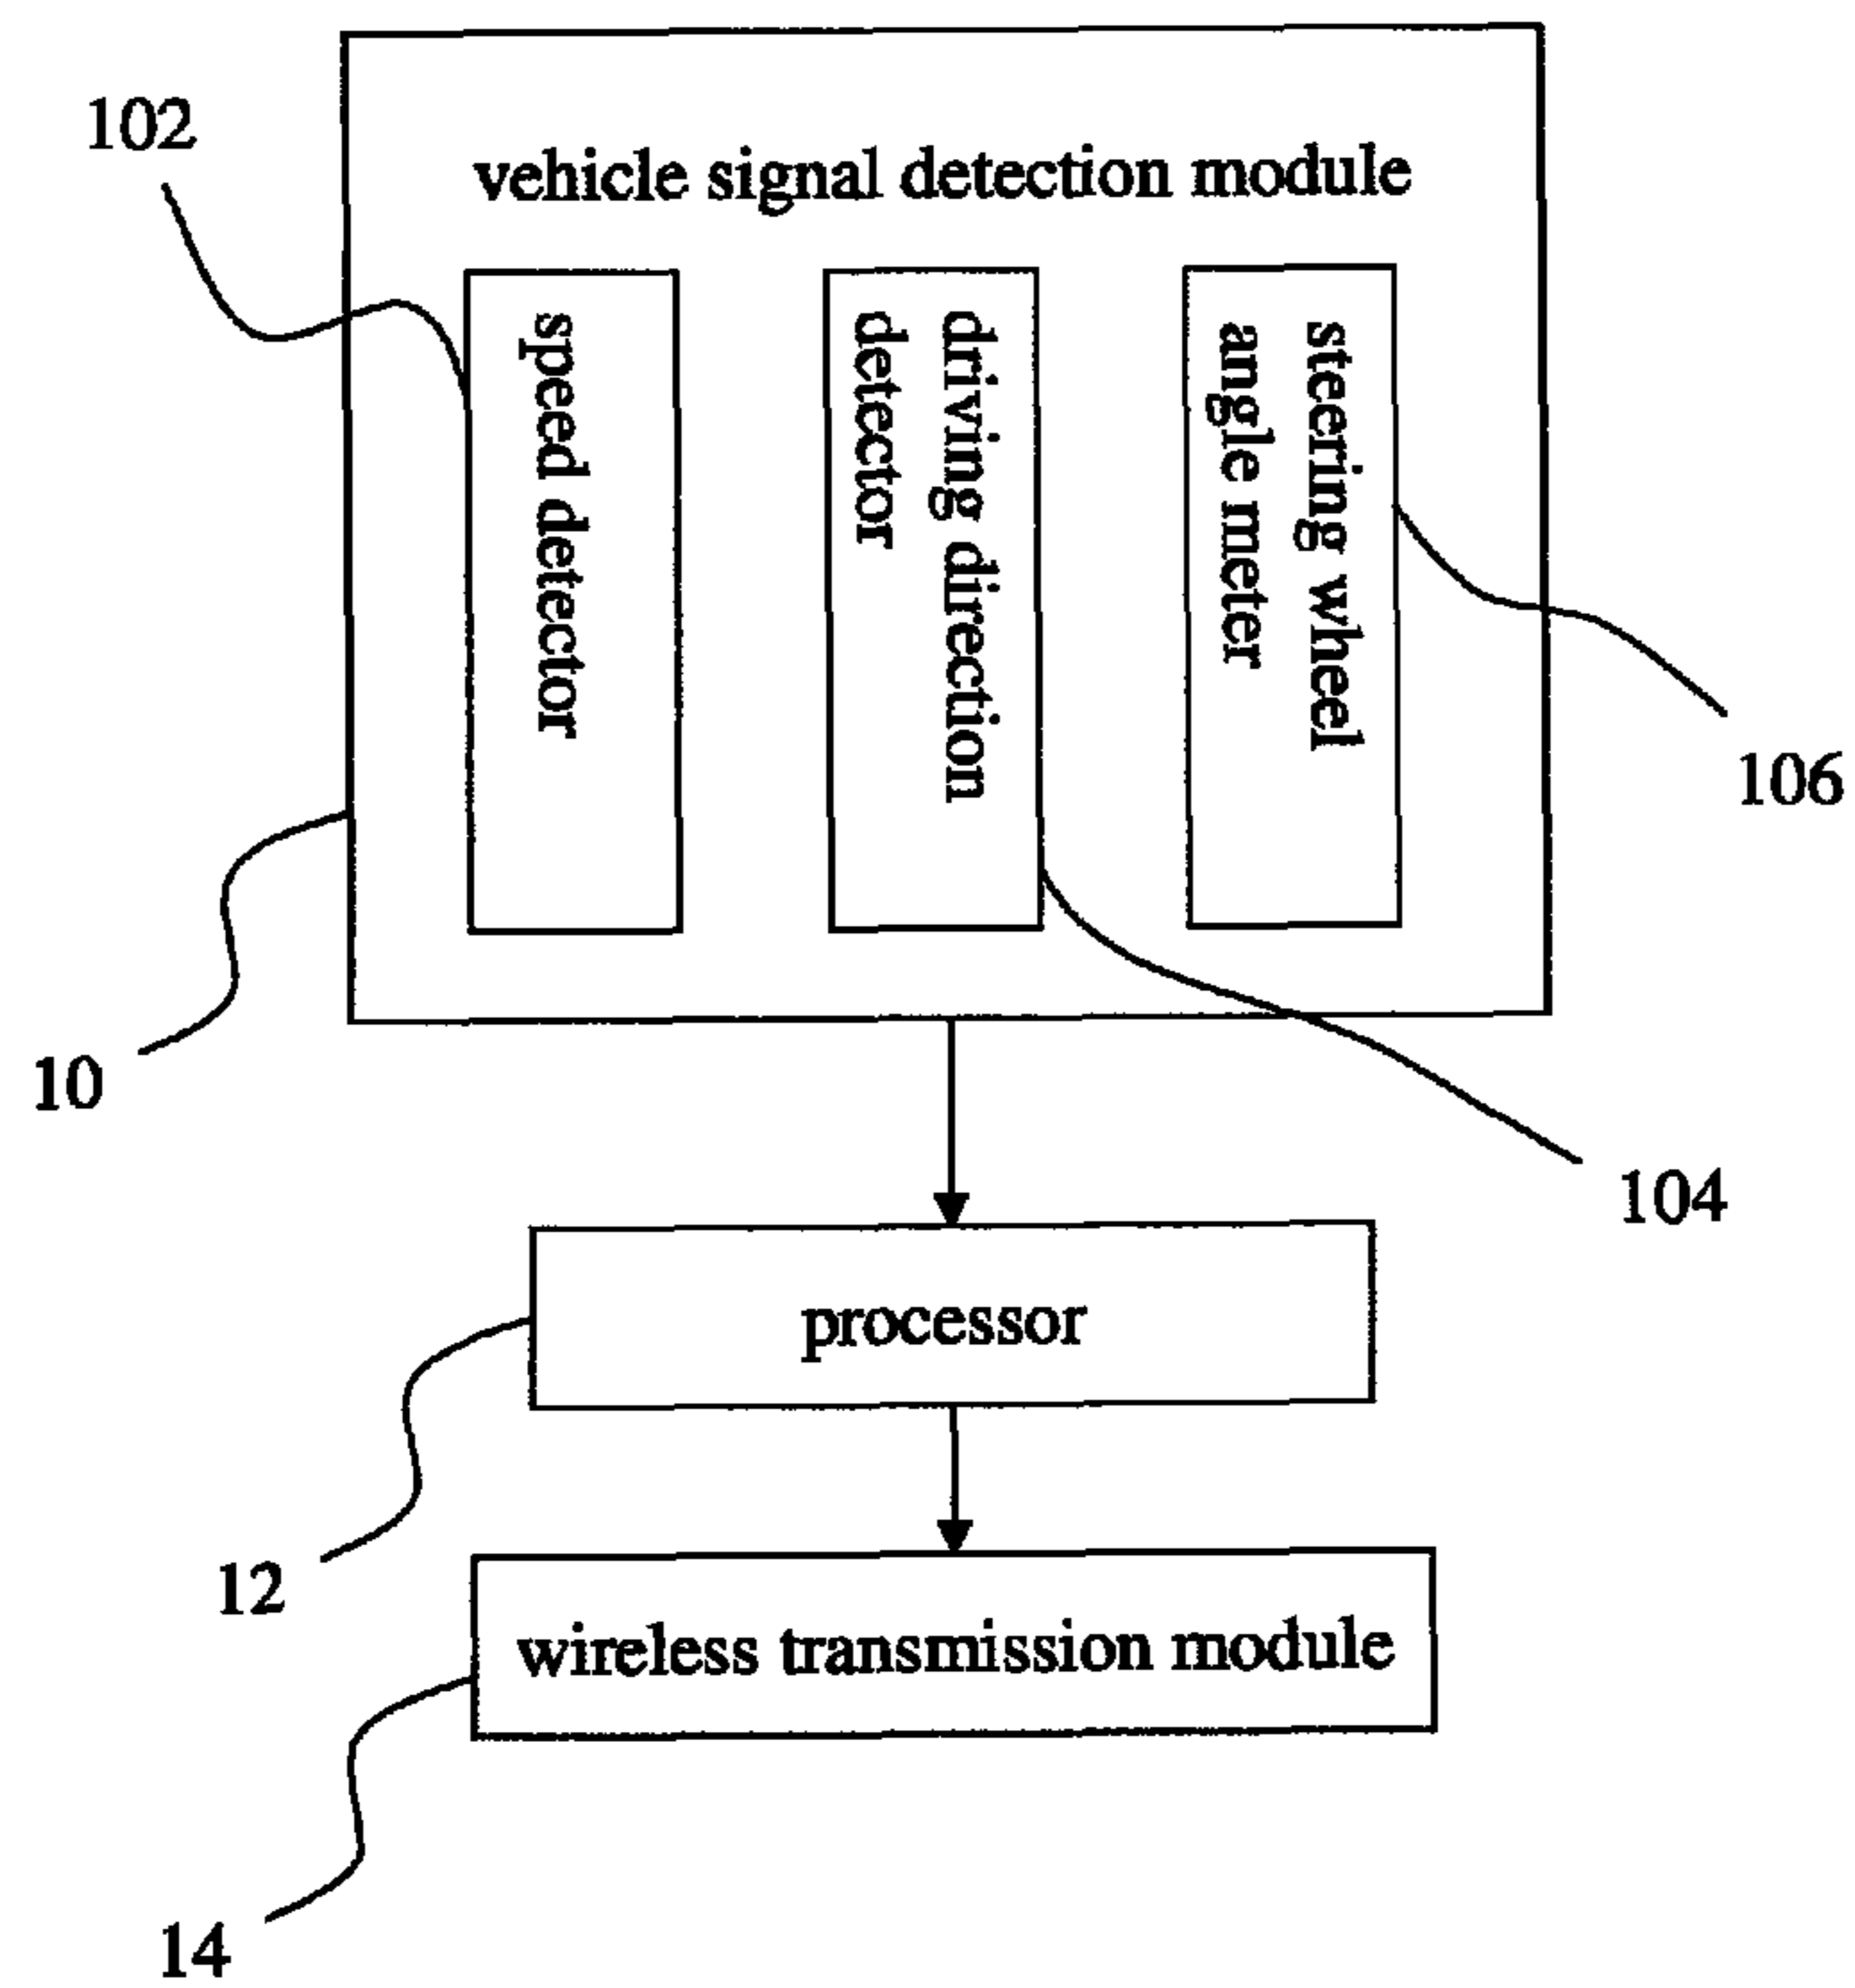 102
vehicle signal detection module
speed detector
driving direction
detector
steering wheel
angle meter
106
10
104
processor
12
wireless transmission module
14